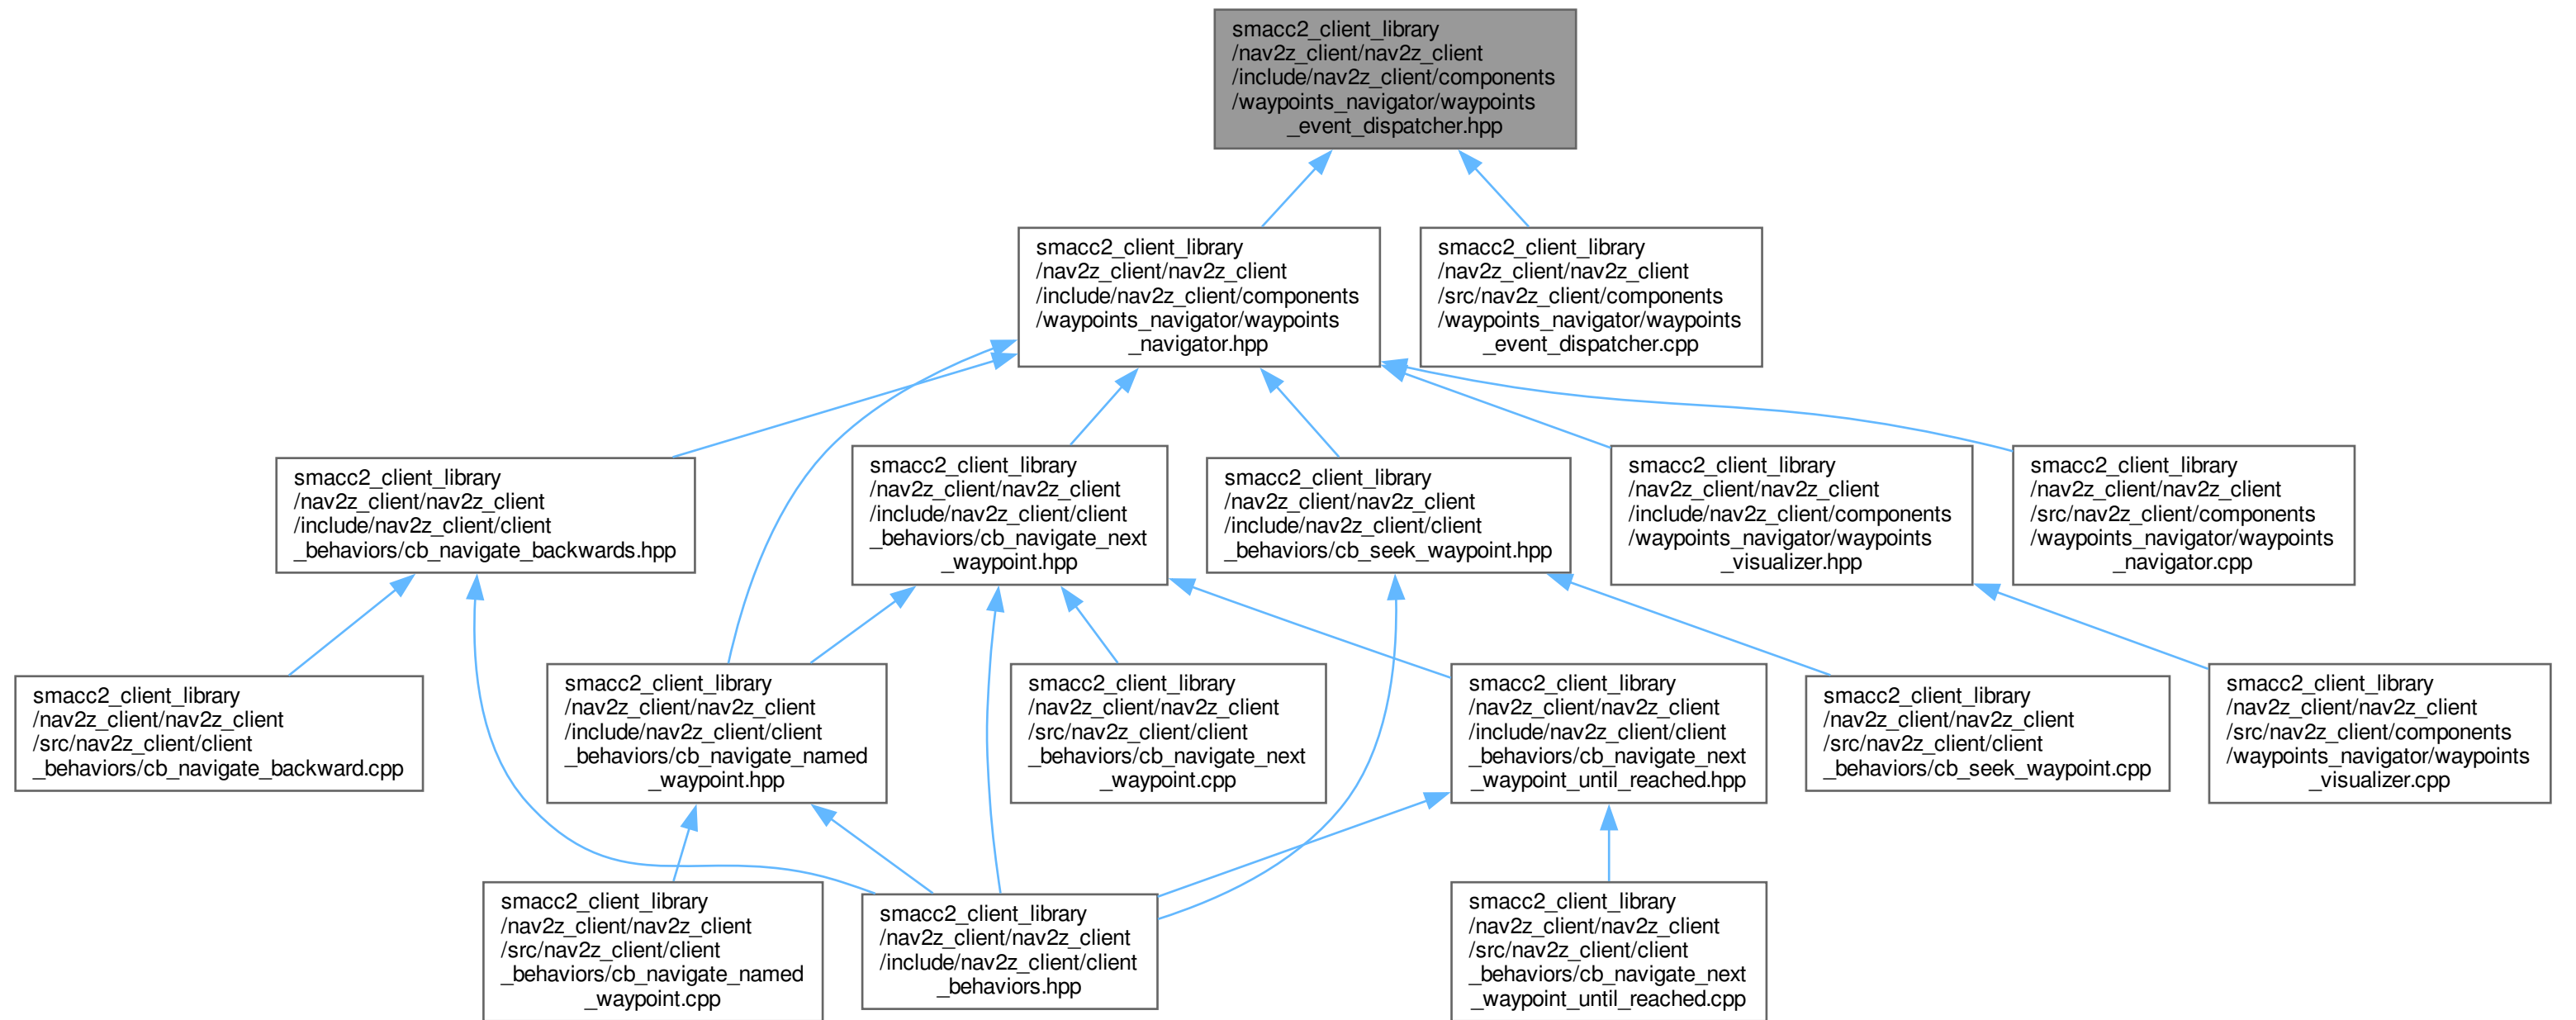 smacc2_client_library
/nav2z_client/nav2z_client
/include/nav2z_client/components
/waypoints_navigator/waypoints
_event_dispatcher.hpp
smacc2_client_library
/nav2z_client/nav2z_client
/include/nav2z_client/components
/waypoints_navigator/waypoints
_navigator.hpp
smacc2_client_library
/nav2z_client/nav2z_client
/src/nav2z_client/components
/waypoints_navigator/waypoints
_event_dispatcher.cpp
smacc2_client_library
/nav2z_client/nav2z_client
/include/nav2z_client/client
_behaviors/cb_navigate_backwards.hpp
smacc2_client_library
/nav2z_client/nav2z_client
/include/nav2z_client/client
_behaviors/cb_navigate_next
_waypoint.hpp
smacc2_client_library
/nav2z_client/nav2z_client
/include/nav2z_client/client
_behaviors/cb_seek_waypoint.hpp
smacc2_client_library
/nav2z_client/nav2z_client
/include/nav2z_client/components
/waypoints_navigator/waypoints
_visualizer.hpp
smacc2_client_library
/nav2z_client/nav2z_client
/src/nav2z_client/components
/waypoints_navigator/waypoints
_navigator.cpp
smacc2_client_library
/nav2z_client/nav2z_client
/src/nav2z_client/client
_behaviors/cb_navigate_backward.cpp
smacc2_client_library
/nav2z_client/nav2z_client
/include/nav2z_client/client
_behaviors/cb_navigate_named
_waypoint.hpp
smacc2_client_library
/nav2z_client/nav2z_client
/src/nav2z_client/client
_behaviors/cb_navigate_next
_waypoint.cpp
smacc2_client_library
/nav2z_client/nav2z_client
/include/nav2z_client/client
_behaviors/cb_navigate_next
_waypoint_until_reached.hpp
smacc2_client_library
/nav2z_client/nav2z_client
/src/nav2z_client/client
_behaviors/cb_seek_waypoint.cpp
smacc2_client_library
/nav2z_client/nav2z_client
/src/nav2z_client/components
/waypoints_navigator/waypoints
_visualizer.cpp
smacc2_client_library
/nav2z_client/nav2z_client
/src/nav2z_client/client
_behaviors/cb_navigate_named
_waypoint.cpp
smacc2_client_library
/nav2z_client/nav2z_client
/include/nav2z_client/client
_behaviors.hpp
smacc2_client_library
/nav2z_client/nav2z_client
/src/nav2z_client/client
_behaviors/cb_navigate_next
_waypoint_until_reached.cpp